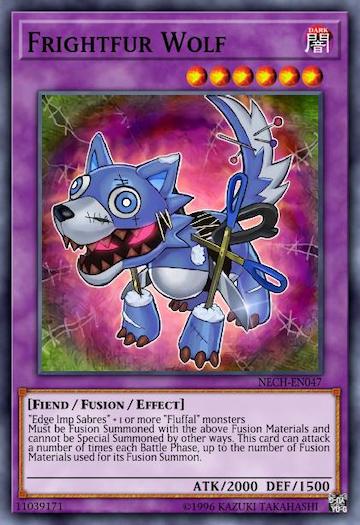 Frightfur Wolf
DARK
闇
NECH-EN047
[Fiend / Fusion / Effect]
"Edge Imp Sabres" + 1 or more "Fluffal" monsters
Must be Fusion Summoned with the above Fusion Materials and
cannot be Special Summoned by other ways. This card can attack
a number of times each Battle Phase, up to the number of Fusion
Materials used for its Fusion Summon.
ATK/2000 DEF/1500
11039171
©1996 KAZUKI TAKAHASHI